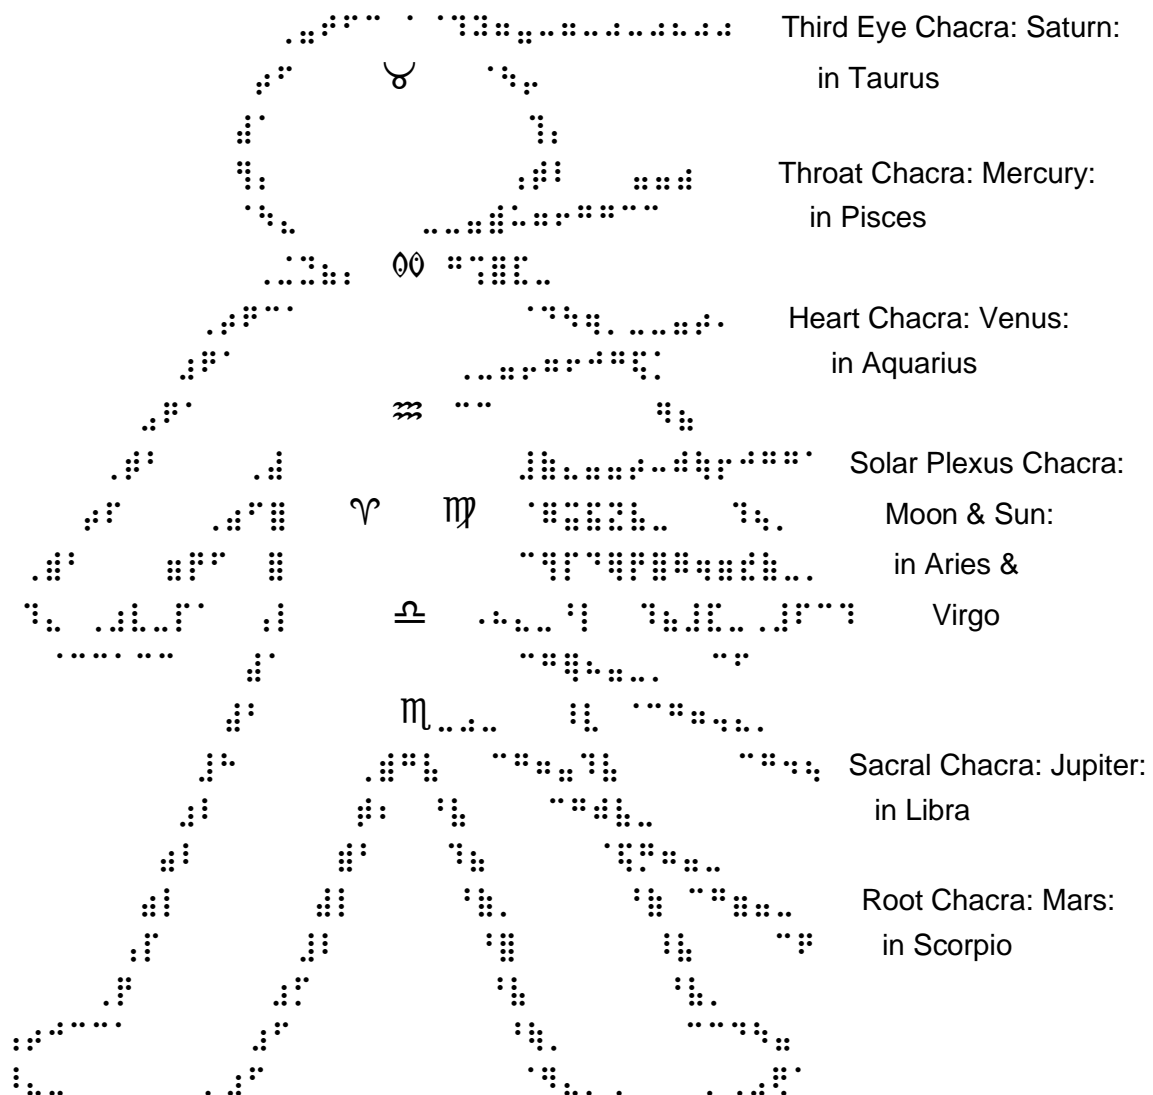 Third Eye Chacra: Saturn:
in Taurus
♉
Throat Chacra: Mercury:
in Pisces
Heart Chacra: Venus:
in Aquarius
♒
Solar Plexus Chacra:
♈ ♍ Moon & Sun:
in Aries &
♎ Virgo
♏
Sacral Chacra: Jupiter:
in Libra
Root Chacra: Mars:
in Scorpio